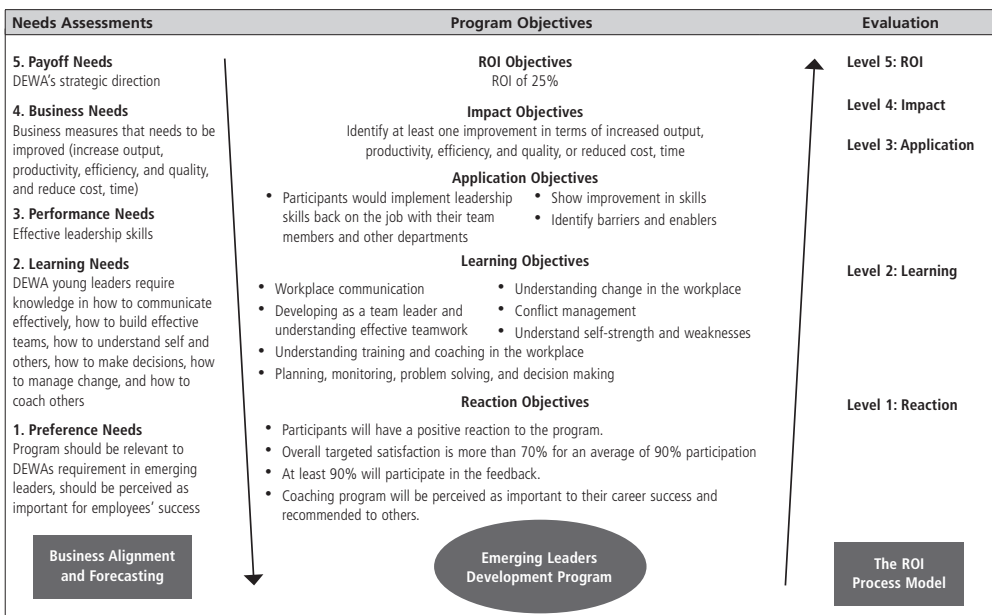 Needs Assessments
Program Objectives
Evaluation
5. Payoff Needs
DEWA's strategic direction
4. Business Needs
Business measures that needs to be
improved (increase output,
productivity, efficiency, and quality,
and reduce cost, time)
3. Performance Needs
Effective leadership skills
2. Learning Needs
DEWA young leaders require
knowledge in how to communicate
effectively, how to build effective
teams, how to understand self and
others, how to make decisions, how
to manage change, and how to
coach others
1. Preference Needs
Program should be relevant to
DEWAs requirement in emerging
leaders, should be perceived as
important for employees' success
Business Alignment
and Forecasting
ROI Objectives
ROI of 25%
Impact Objectives
Identify at least one improvement in terms of increased output,
productivity, efficiency, and quality, or reduced cost, time
Application Objectives
• Participants would implement leadership
skills back on the job with their team
members and other departments
• Show improvement in skills
• Identify barriers and enablers
Learning Objectives
• Workplace communication
• Developing as a team leader and
understanding effective teamwork
• Understanding change in the workplace
• Conflict management
• Understand self-strength and weaknesses
• Understanding training and coaching in the workplace
• Planning, monitoring, problem solving, and decision making
Reaction Objectives
• Participants will have a positive reaction to the program.
• Overall targeted satisfaction is more than 70% for an average of 90% participation
• At least 90% will participate in the feedback.
• Coaching program will be perceived as important to their career success and
recommended to others.
Emerging Leaders
Development Program
Level 5: ROI
Level 4: Impact
Level 3: Application
Level 2: Learning
Level 1: Reaction
The ROI
Process Model